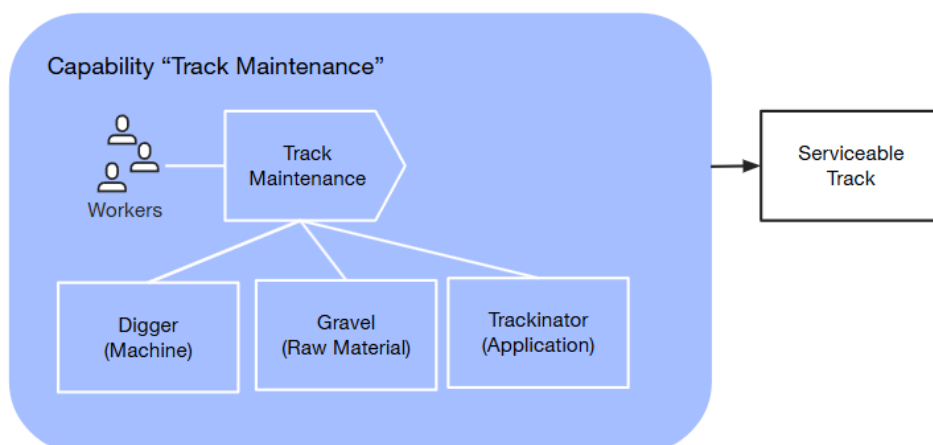 Capability “Track Maintenance”
Track
Maintenance
Workers
Serviceable
Track
Digger
(Machine)
Gravel
(Raw Material)
Trackinator
(Application)